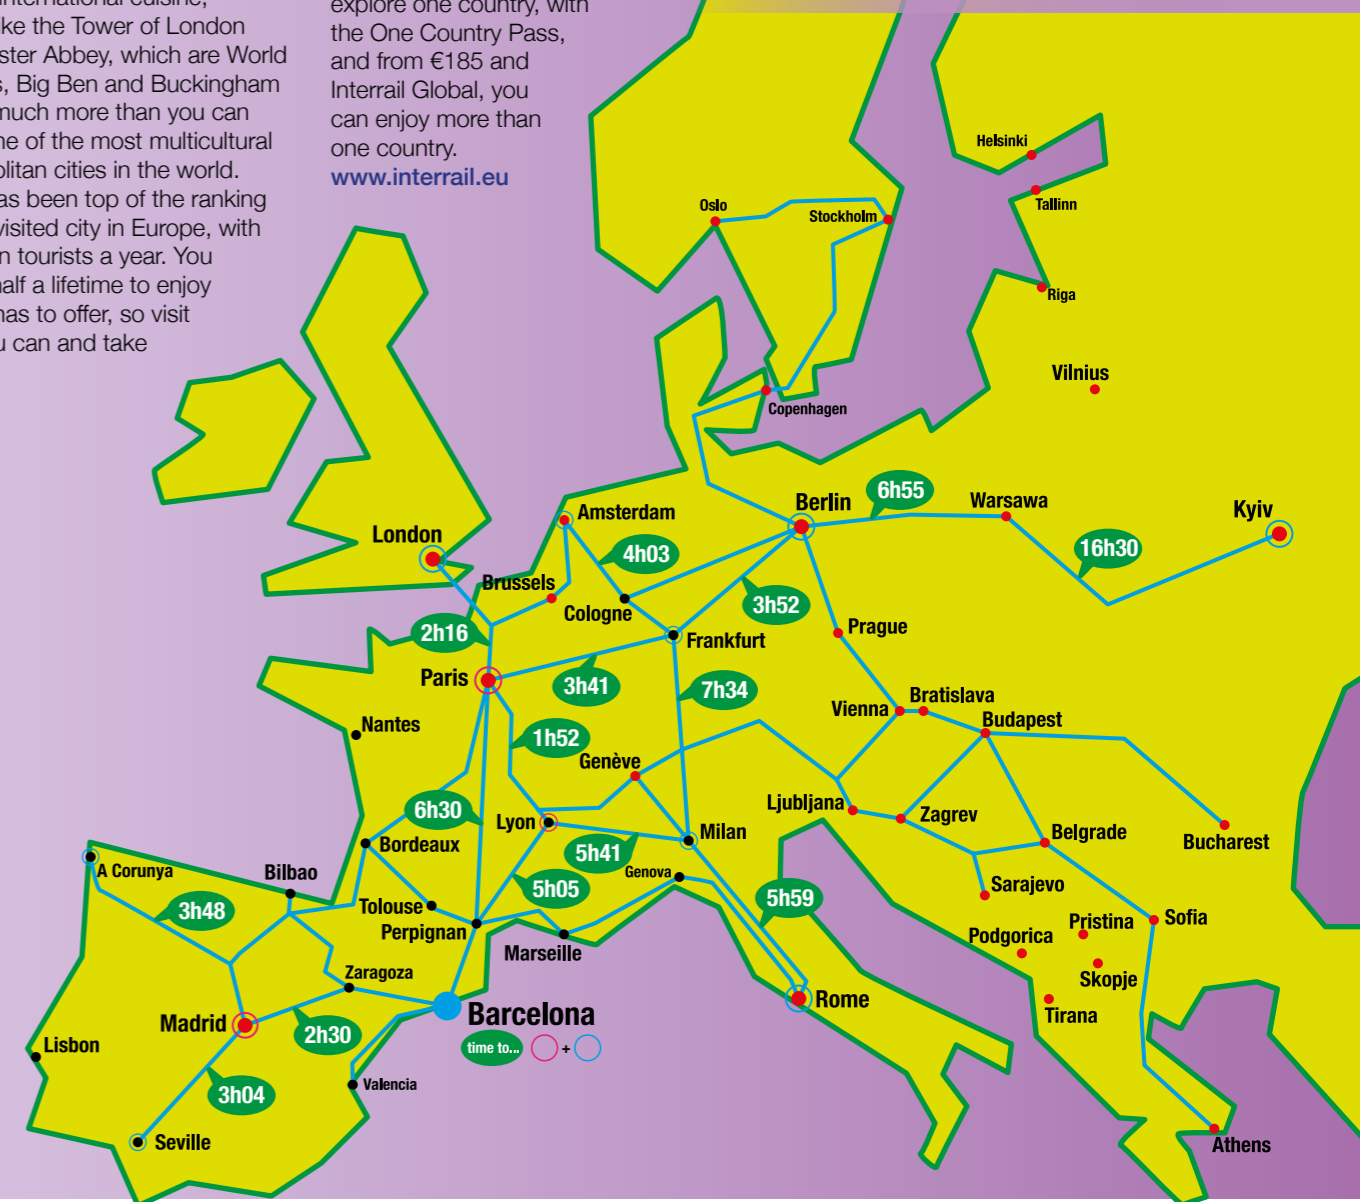 international cuisine,
ike the Tower of London
ster Abbey, which are World
s, Big Ben and Buckingham
much more than you can
ne of the most multicultural
olitan cities in the world.
as been top of the ranking
visited city in Europe, with
n tourists a year. You
half a lifetime to enjoy
has to offer, so visit
u can and take
explore one country, with
the One Country Pass,
and from €185 and
Interrail Global, you
can enjoy more than
one country.
www.interrail.eu
Helsinki
Tallinn
Oslo
Stockholm
Riga
Vilnius
Copenhagen
Berlin
6h55
Warsawa
Kyiv
Amsterdam
London
4h03
16h30
Brussels
Cologne
3h52
2h16
Frankfurt
Prague
Paris
3h41
7h34
Vienna
Bratislava
Budapest
Nantes
1h52
Genève
6h30
Lyon
Ljubljana
Zagrev
Milan
Belgrade
Bucharest
Bordeaux
5h41
A Corunya
Bilbao
Genova
5h05
5h59
Sarajevo
3h48
Tolouse
Perpignan
Marseille
Pristina
Sofia
Podgorica
Skopje
Zaragoza
Rome
Tirana
Madrid
2h30
Barcelona
time to... +
Lisbon
Valencia
3h04
Seville
Athens